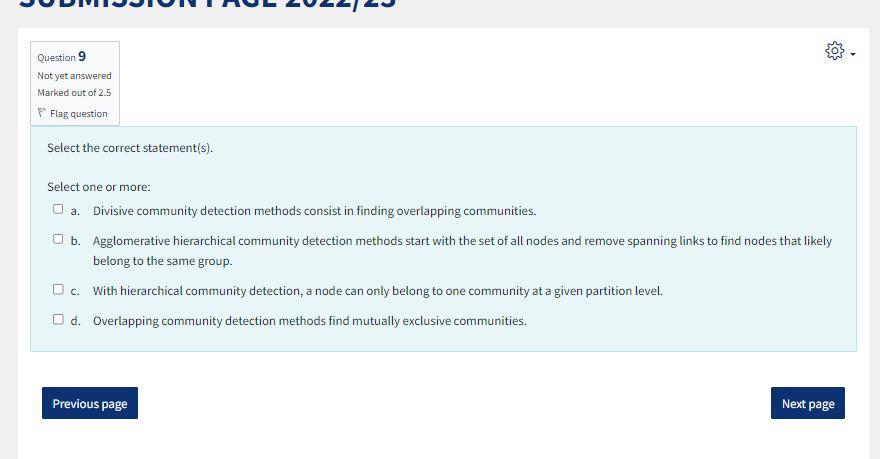 SUBMISSION PAGE 2022/23
Question 9
Not yet answered
Marked out of 2.5
Flag question
Select the correct statement(s).
Select one or more:
a. Divisive community detection methods consist in finding overlapping communities.
b. Agglomerative hierarchical community detection methods start with the set of all nodes and remove spanning links to find nodes that likely
belong to the same group.
c. With hierarchical community detection, a node can only belong to one community at a given partition level.
d. Overlapping community detection methods find mutually exclusive communities.
Previous page
Next page